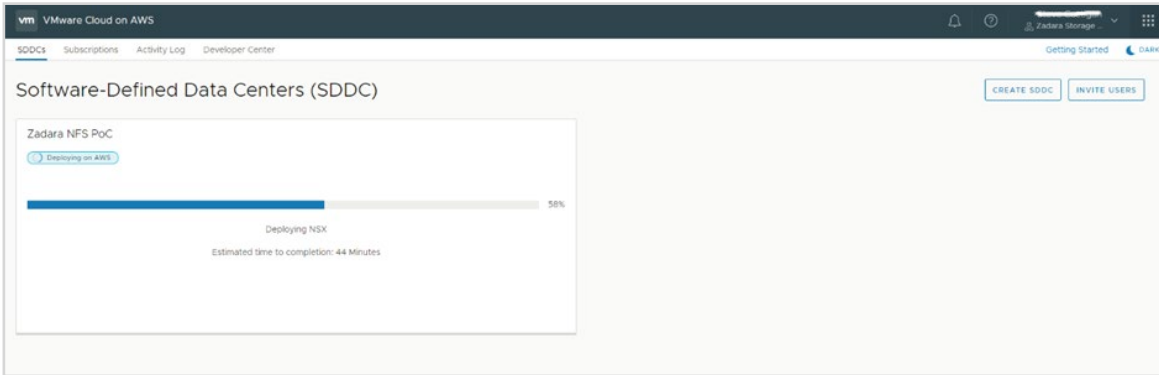 vm VMware Cloud on AWS
Zadara Storage ..
SDDCs Subscriptions Activity Log Developer Center Getting Started DARK
Software-Defined Data Centers (SDDC) CREATE SDDC INVITE USERS
Zadara NFS PoC
Deploying on AWS
58%
Deploying NSX
Estimated time to completion: 44 Minutes